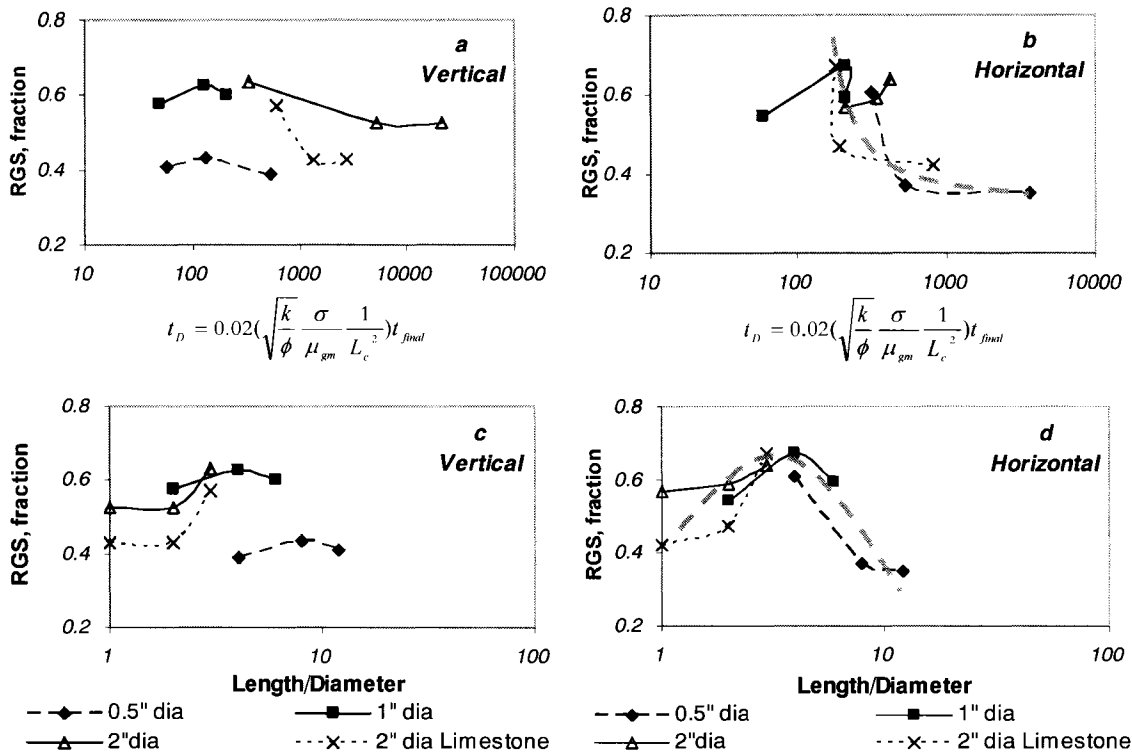 a
Vertical
RGS, fraction
0.8
0.6
0.4
0.2
10
100
1000
10000
100000
t_D = 0.02(√(k/φ) σ/μ_gm 1/L_c²)t_final
b
Horizontal
RGS, fraction
0.8
0.6
0.4
0.2
10
100
1000
10000
t_D = 0.02(√(k/φ) σ/μ_gm 1/L_c²)t_final
c
Vertical
RGS, fraction
0.8
0.6
0.4
0.2
1
10
100
Length/Diameter
d
Horizontal
RGS, fraction
0.8
0.6
0.4
0.2
1
10
100
Length/Diameter
0.5" dia
1" dia
2"dia
2" dia Limestone
0.5" dia
1" dia
2"dia
2" dia Limestone